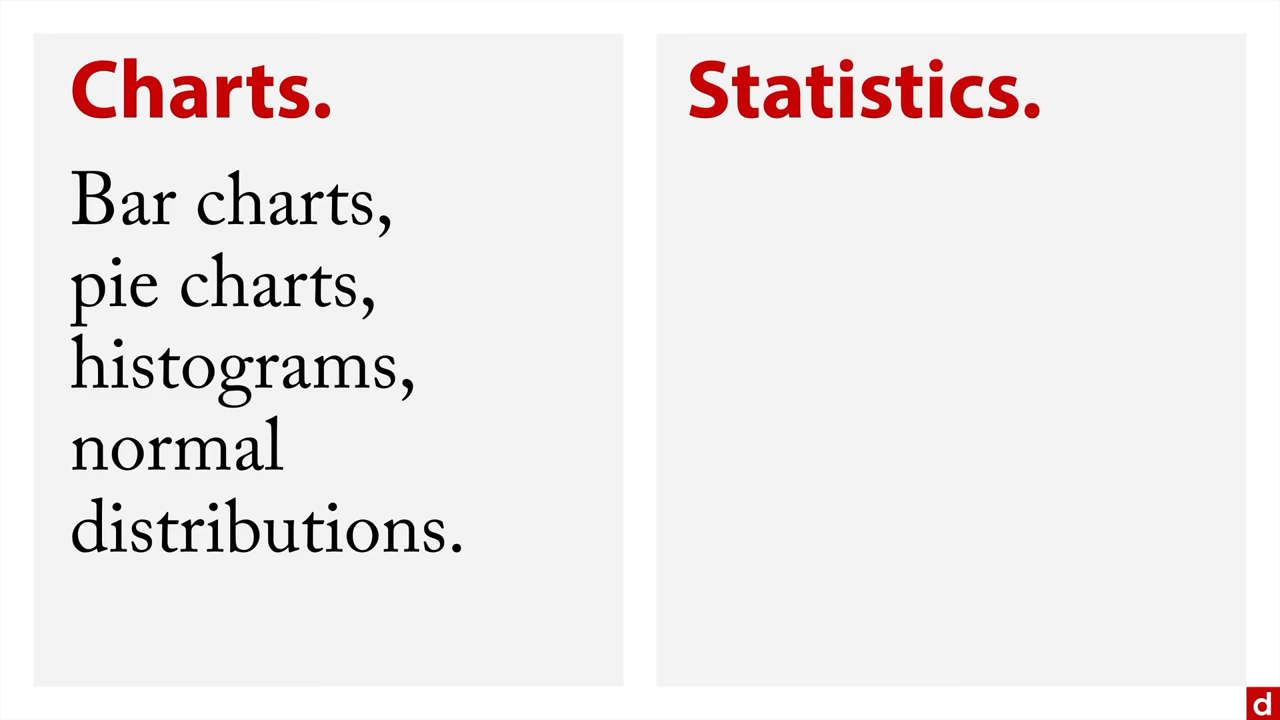 Charts.
Bar charts,
pie charts,
histograms,
normal
distributions.
Statistics.
d